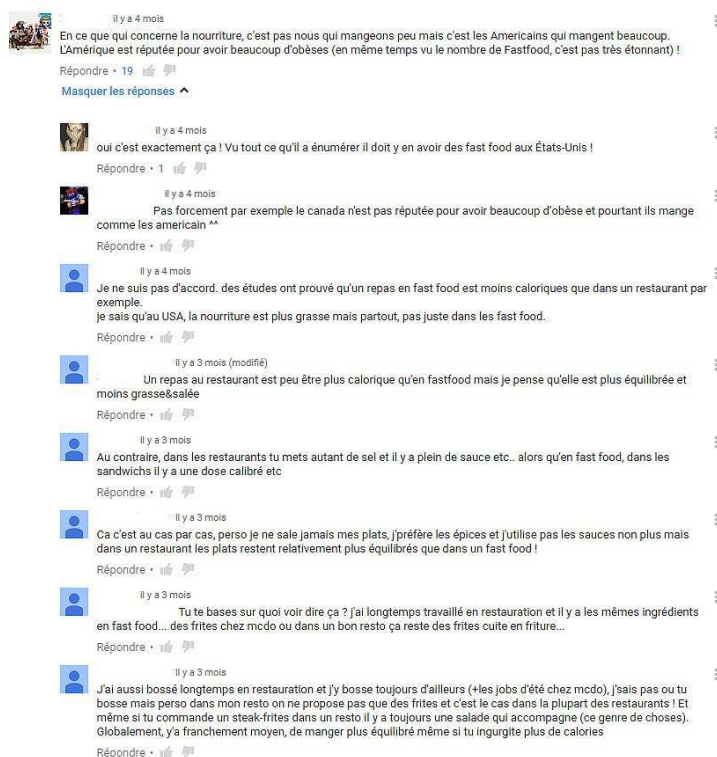 il y a 4 mois
En ce que qui concerne la nourriture, c'est pas nous qui mangeons peu mais c'est les Americains qui mangent beaucoup.
L'Amérique est réputée pour avoir beaucoup d'obèses (en même temps vu le nombre de Fastfood, c'est pas très étonnant) !
Répondre • 19
Masquer les réponses
il y a 4 mois
oui c'est exactement ça ! Vu tout ce qu'il a énumérer il doit y en avoir des fast food aux États-Unis !
Répondre • 1
il y a 4 mois
Pas forcement par exemple le canada n'est pas réputée pour avoir beaucoup d'obèse et pourtant ils mange
comme les americain ^^
Répondre •
il y a 4 mois
Je ne suis pas d'accord. des études ont prouvé qu'un repas en fast food est moins caloriques que dans un restaurant par
exemple.
je sais qu'au USA, la nourriture est plus grasse mais partout, pas juste dans les fast food.
Répondre •
il y a 3 mois (modifié)
Un repas au restaurant est peu être plus calorique qu'en fastfood mais je pense qu'elle est plus équilibrée et
moins grasse&salée
Répondre •
il y a 3 mois
Au contraire, dans les restaurants tu mets autant de sel et il y a plein de sauce etc.. alors qu'en fast food, dans les
sandwichs il y a une dose calibré etc
Répondre •
il y a 3 mois
Ca c'est au cas par cas, perso je ne sale jamais mes plats, j'préfère les épices et j'utilise pas les sauces non plus mais
dans un restaurant les plats restent relativement plus équilibrés que dans un fast food !
Répondre •
il y a 3 mois
Tu te bases sur quoi voir dire ça ? j'ai longtemps travaillé en restauration et il y a les mêmes ingrédients
en fast food... des frites chez mcdo ou dans un bon resto ça reste des frites cuite en friture...
Répondre •
il y a 3 mois
J'ai aussi bossé longtemps en restauration et j'y bosse toujours d'ailleurs (+les jobs d'été chez mcdo), j'sais pas ou tu
bosse mais perso dans mon resto on ne propose pas que des frites et c'est le cas dans la plupart des restaurants ! Et
même si tu commande un steak-frites dans un resto il y a toujours une salade qui accompagne (ce genre de choses).
Globalement, y'a franchement moyen, de manger plus équilibré même si tu ingurgite plus de calories
Répondre •